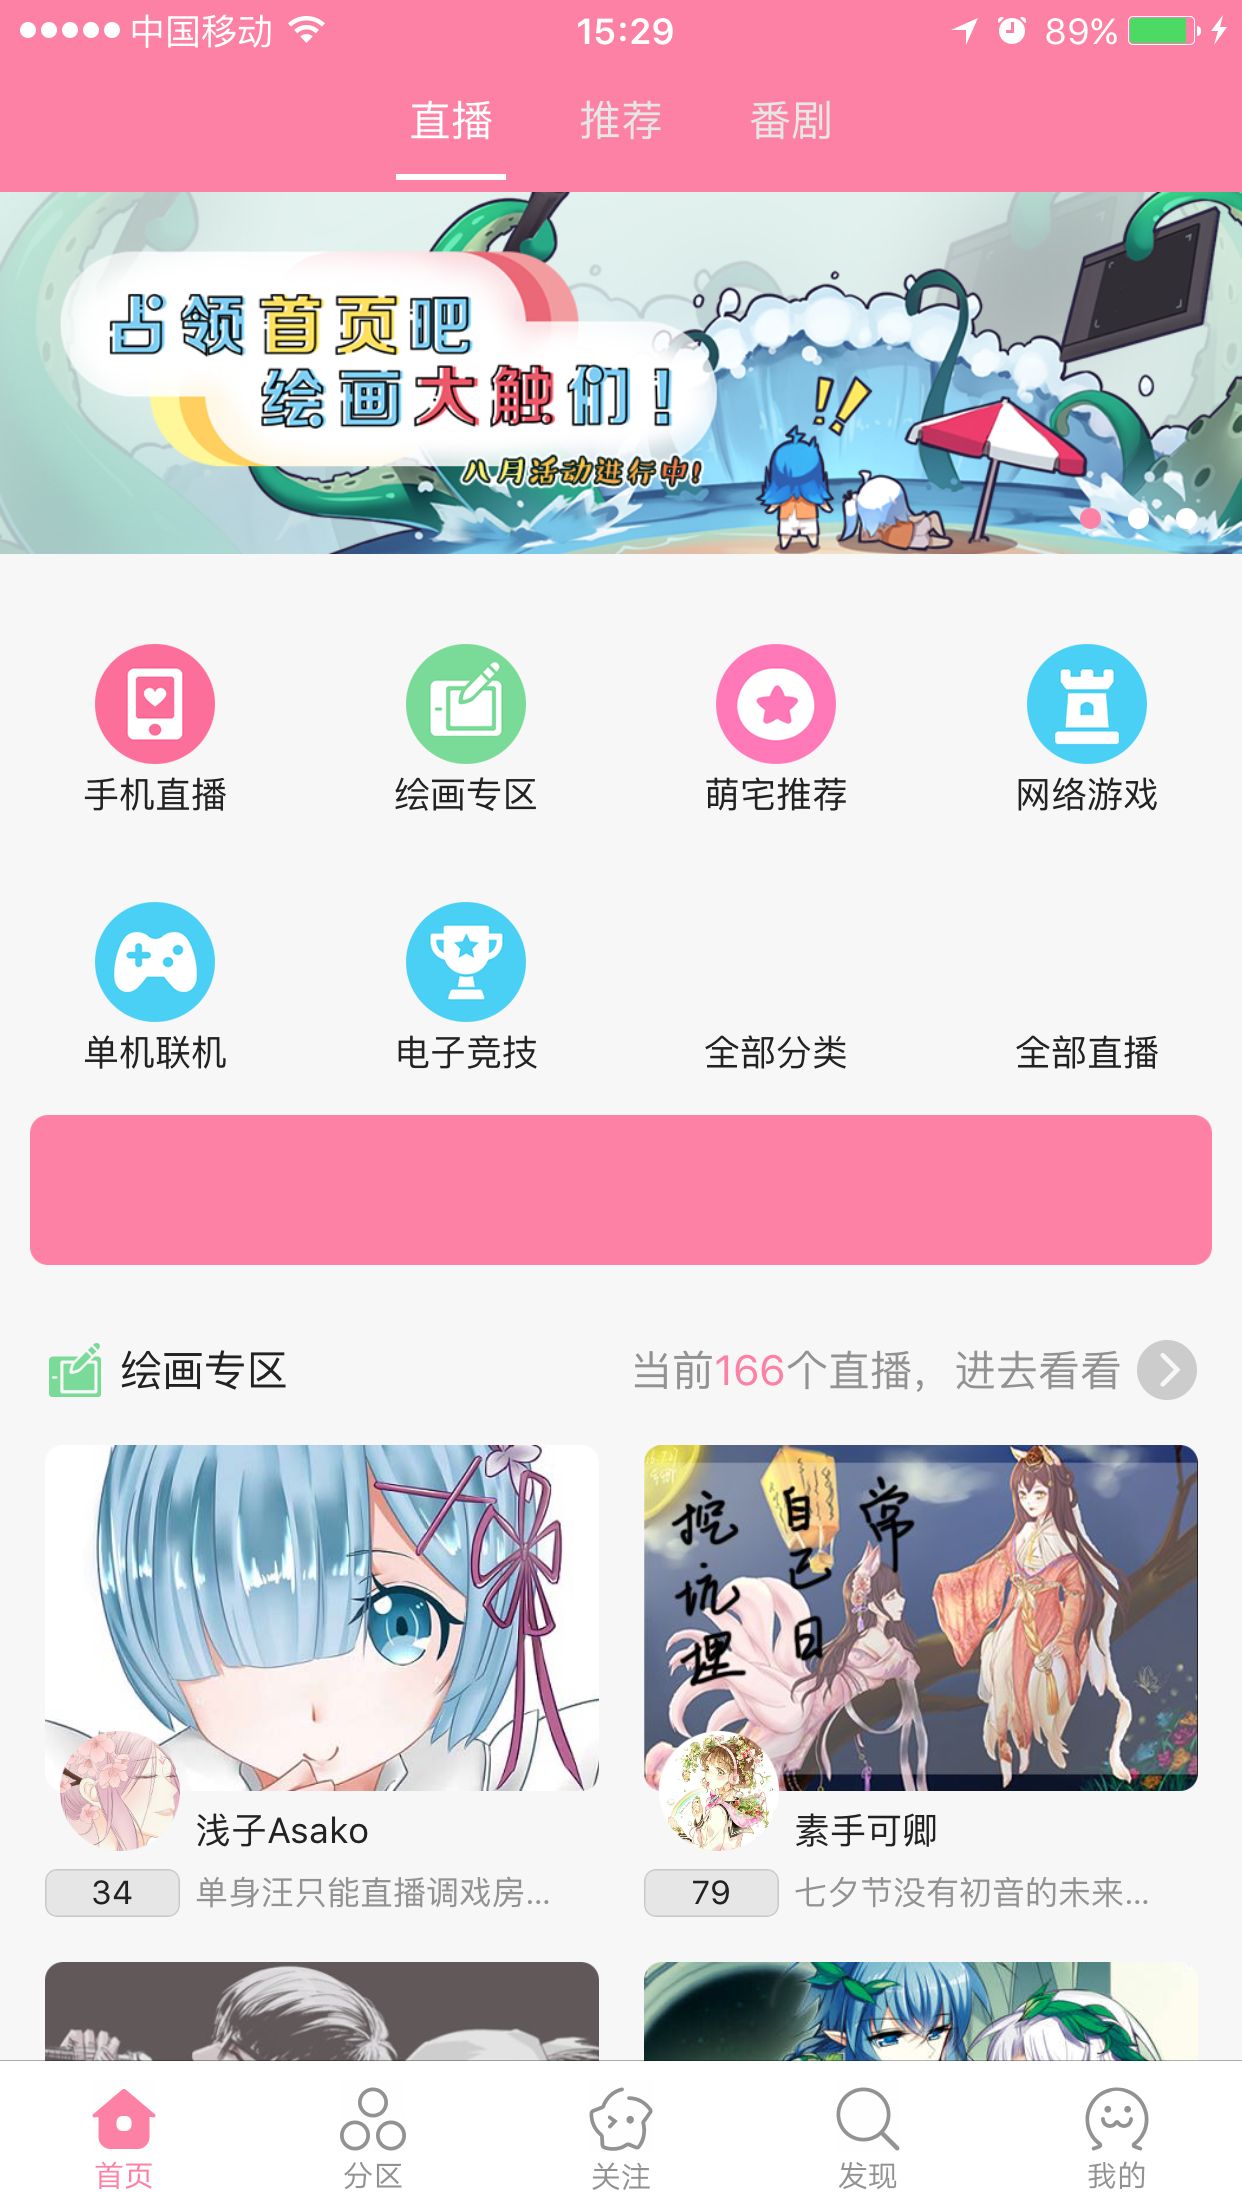 中国移动 15:29 89%
直播 推荐 番剧
占领首页吧
绘画大触们！
八月活动进行中!
手机直播 绘画专区 萌宅推荐 网络游戏
单机联机 电子竞技 全部分类 全部直播
绘画专区 当前166个直播，进去看看
挖坑埋
自己日
常
浅子Asako
34 单身汪只能直播调戏房...
素手可卿
79 七夕节没有初音的未来...
首页 分区 关注 发现 我的